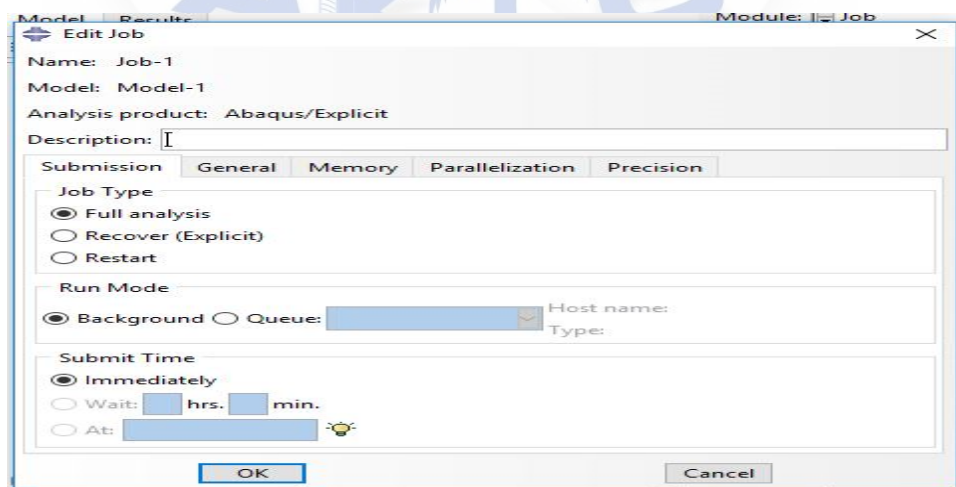 Model Results Module: Job
Edit Job
Name: Job-1
Model: Model-1
Analysis product: Abaqus/Explicit
Description:
Submission General Memory Parallelization Precision
Job Type
Full analysis
Recover (Explicit)
Restart
Run Mode
Background Queue: Host name:
Type:
Submit Time
Immediately
Wait: hrs. min.
At:
OK Cancel